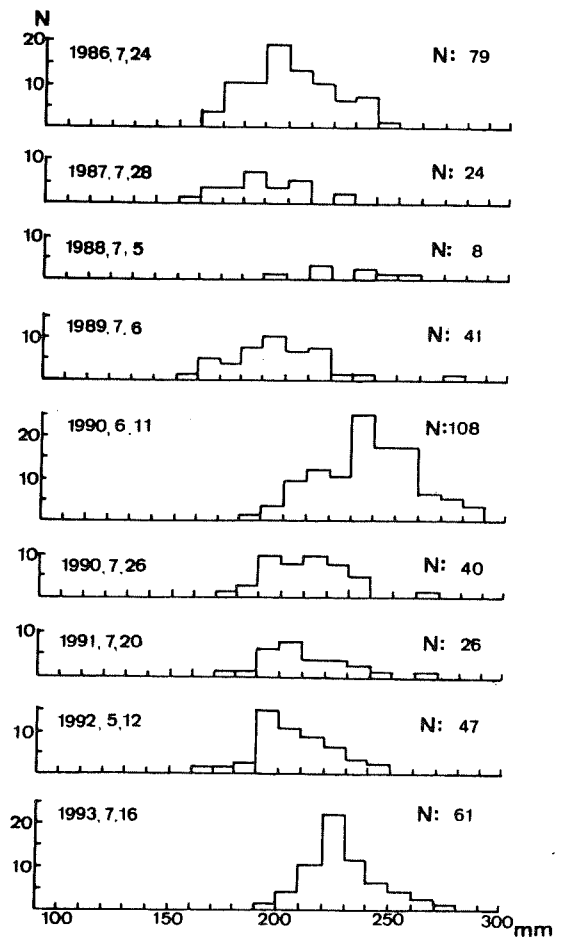 N
20
10
1986,7,24 N: 79
10
1987,7,28 N: 24
10
1988,7,5 N: 8
10
1989,7,6 N: 41
20
10
1990,6,11 N:108
10
1990,7,26 N: 40
10
1991,7,20 N: 26
10
1992,5,12 N: 47
20
10
1993,7,16 N: 61
100 150 200 250 300 mm